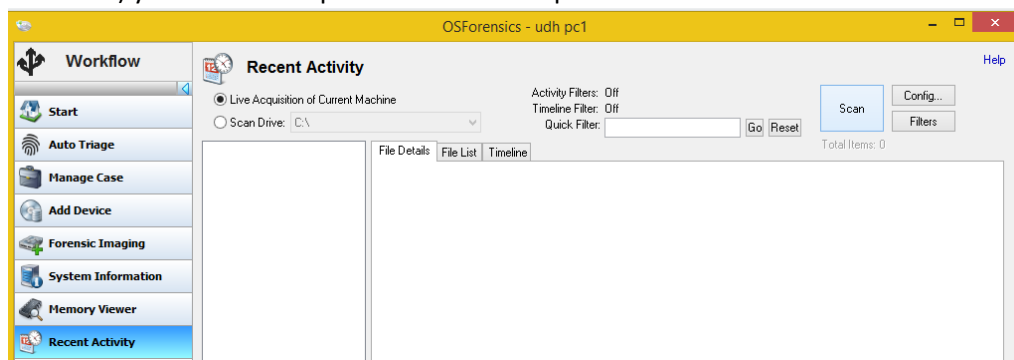 OSForensics - udh pc1
Workflow
Start
Auto Triage
Manage Case
Add Device
Forensic Imaging
System Information
Memory Viewer
Recent Activity
Recent Activity
Help
Live Acquisition of Current Machine
Scan Drive: C:\
Activity Filters: Off
Timeline Filter: Off
Quick Filter:
Go Reset
Scan
Config...
Filters
Total Items: 0
File Details File List Timeline